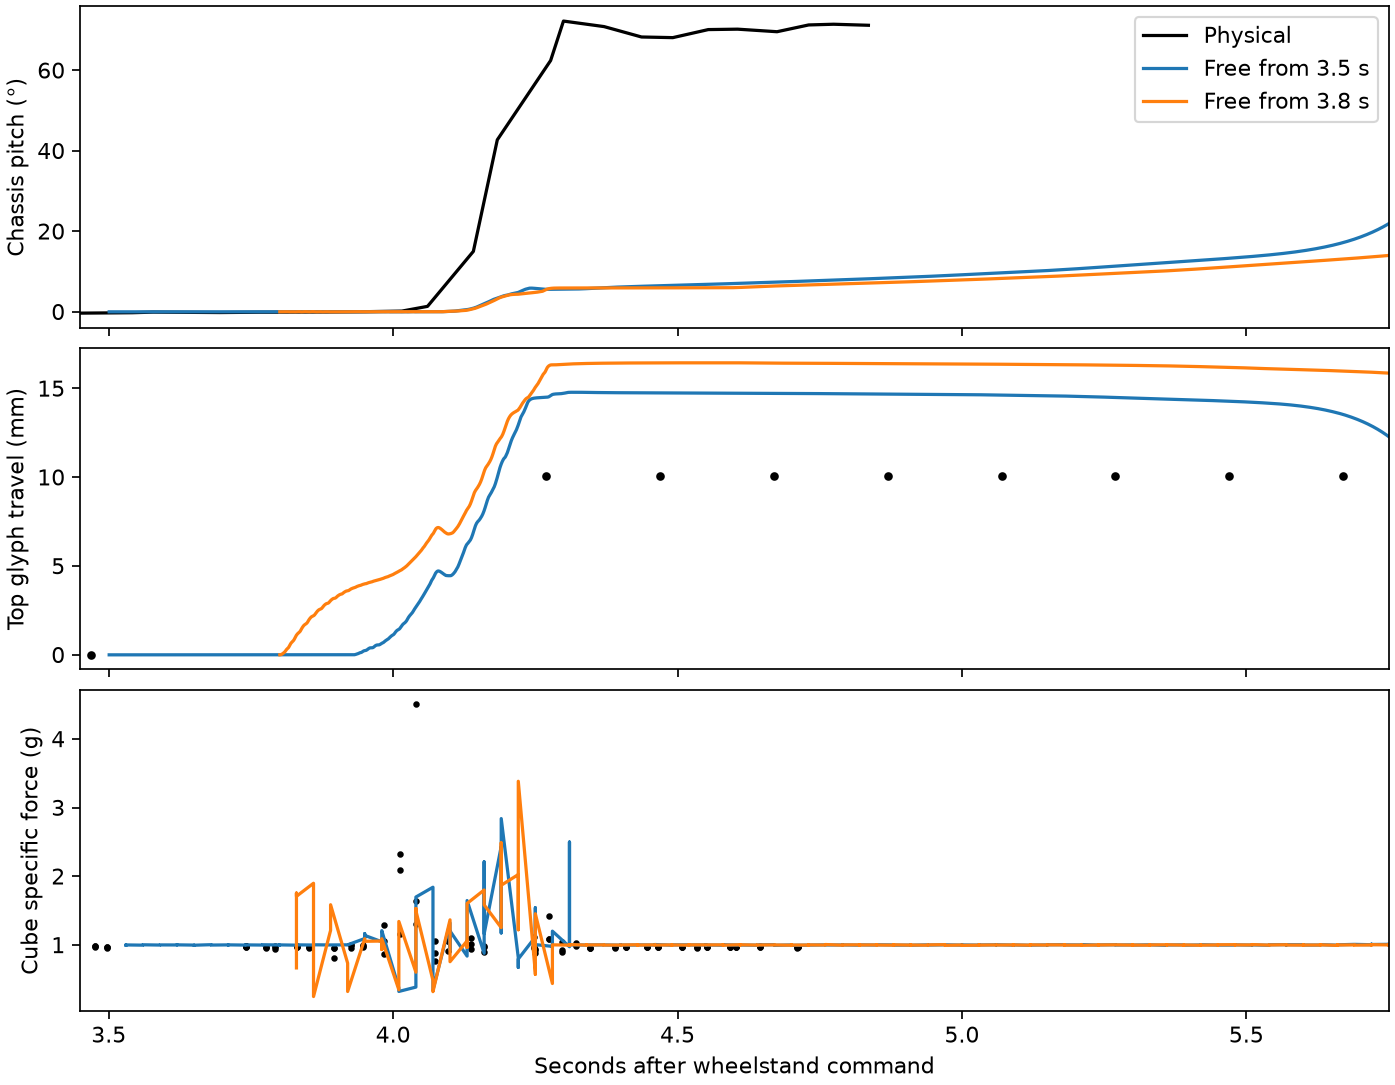 Chassis pitch (°)
60
40
20
0
Physical
Free from 3.5 s
Free from 3.8 s
Top glyph travel (mm)
15
10
5
0
Cube specific force (g)
4
3
2
1
3.5 4.0 4.5 5.0 5.5
Seconds after wheelstand command